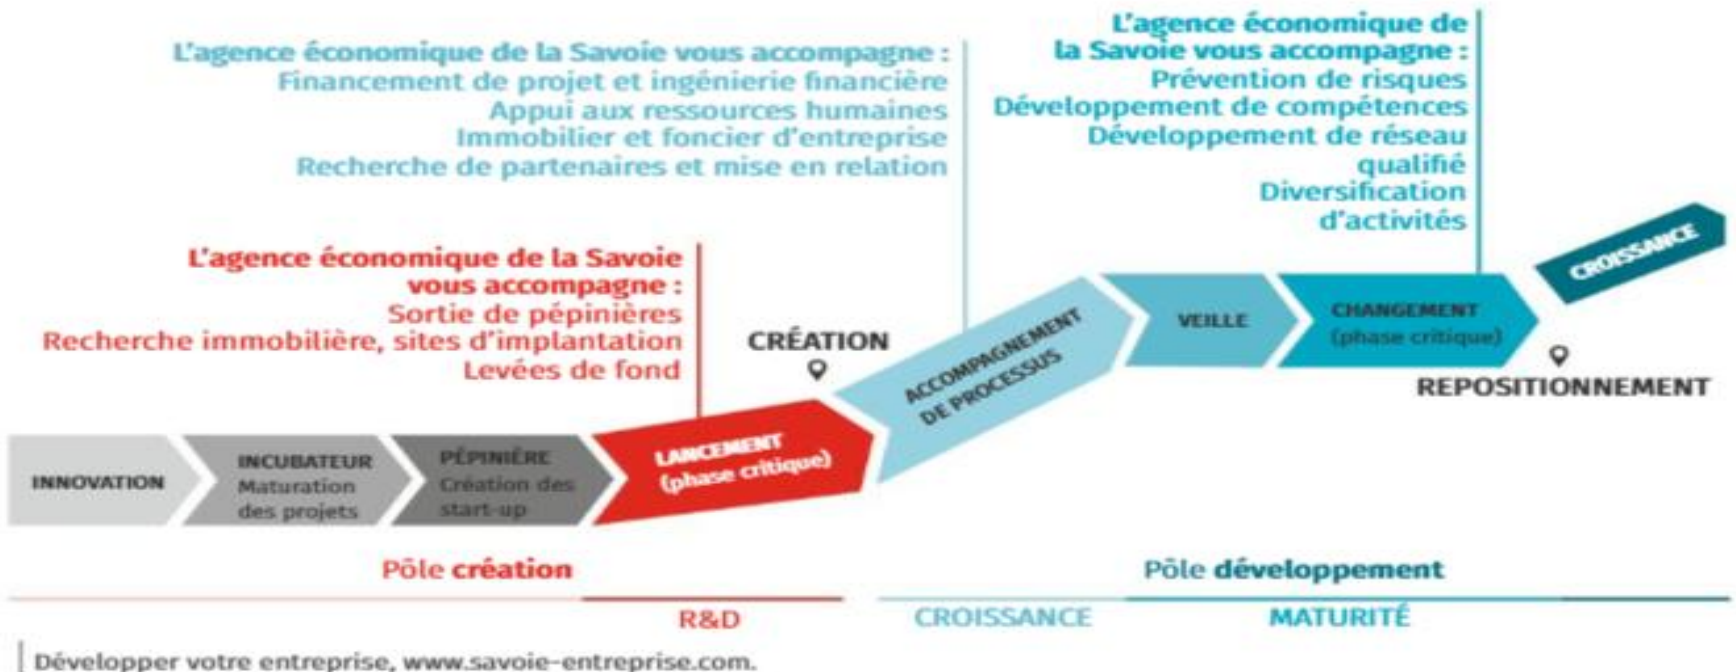 L'agence économique de la Savoie vous accompagne :
Financement de projet et ingénierie financière
Appui aux ressources humaines
Immobilier et foncier d'entreprise
Recherche de partenaires et mise en relation
L'agence économique de
la Savoie vous accompagne :
Prévention de risques
Développement de compétences
Développement de réseau
qualifié
Diversification
d'activités
L'agence économique de la Savoie
vous accompagne :
Sortie de pépinières
Recherche immobilière, sites d'implantation
Levées de fond
CRÉATION
INNOVATION
INCUBATEUR
Maturation
des projets
PÉPINIÈRE
Création des
start-up
LANCEMENT
(phase critique)
ACCOMPAGNEMENT
DE PROCESSUS
VEILLE
CHANGEMENT
(phase critique)
CROISSANCE
REPOSITIONNEMENT
Pôle création
Pôle développement
R&D
CROISSANCE
MATURITÉ
Développer votre entreprise, www.savoie-entreprise.com.